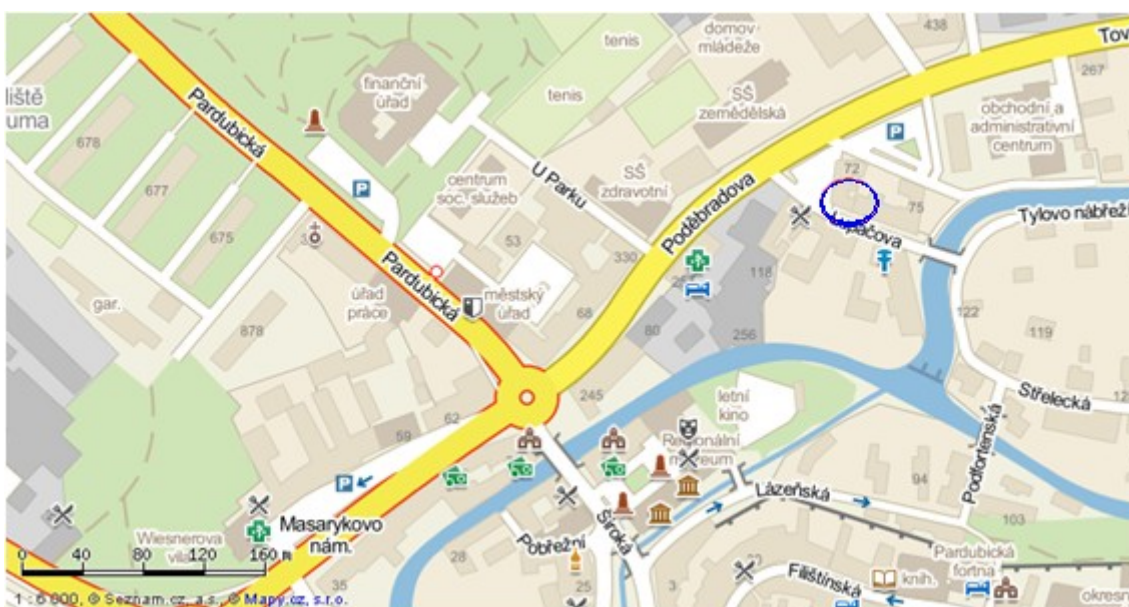 438
domov
mládeže
tenis
Tov
267
finanční
úřad
tenis
SŠ
zemědělská
obchodní a
administrativní
centrum
liště
uma
678
Pardubická
P
P
U Parku
centrum
soc. služeb
SŠ
zdravotní
72
75
677
675
Poděbradova
Tylovo nábřeží
53
330
118
Pardubická
úřad
práce
městský
úřad
gar.
878
68
80
256
122
119
245
letní
kino
Střelecká
12
62
59
Regionální
muzeum
Podfortenská
P
94
Lázeňská
103
Masarykovo
nám.
Wiesnerova
vila
Široká
Pobřežní
28
35
25
3
Pardubická
fortna
Filištínská
knih.
okresn
0 40 80 120 160 m
1 : 6 000, © Seznam.cz, a.s., © Mapy.cz, s.r.o.